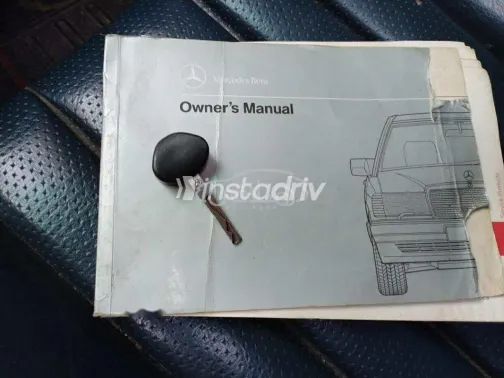 Mercedes-Benz
Owner's Manual
instadriv